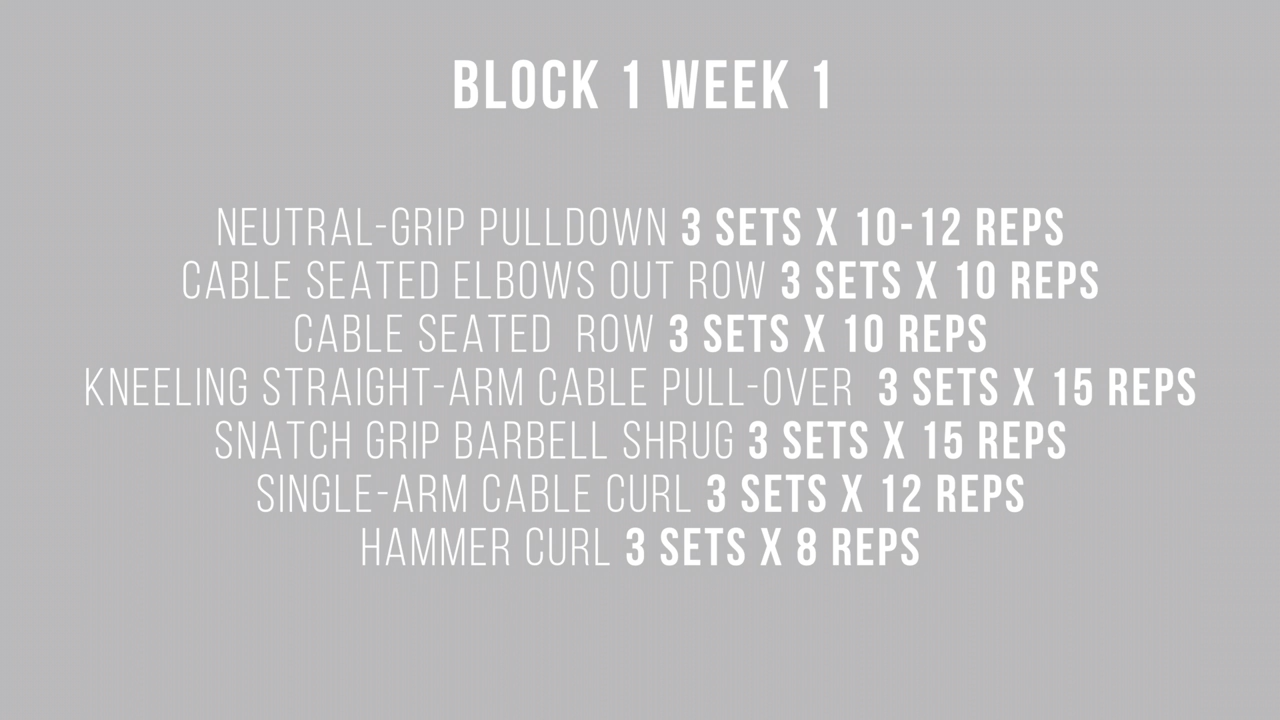 BLOCK 1 WEEK 1
NEUTRAL-GRIP PULLDOWN 3 SETS X 10-12 REPS
CABLE SEATED ELBOWS OUT ROW 3 SETS X 10 REPS
CABLE SEATED  ROW 3 SETS X 10 REPS
KNEELING STRAIGHT-ARM CABLE PULL-OVER  3 SETS X 15 REPS
SNATCH GRIP BARBELL SHRUG 3 SETS X 15 REPS
SINGLE-ARM CABLE CURL 3 SETS X 12 REPS
HAMMER CURL 3 SETS X 8 REPS